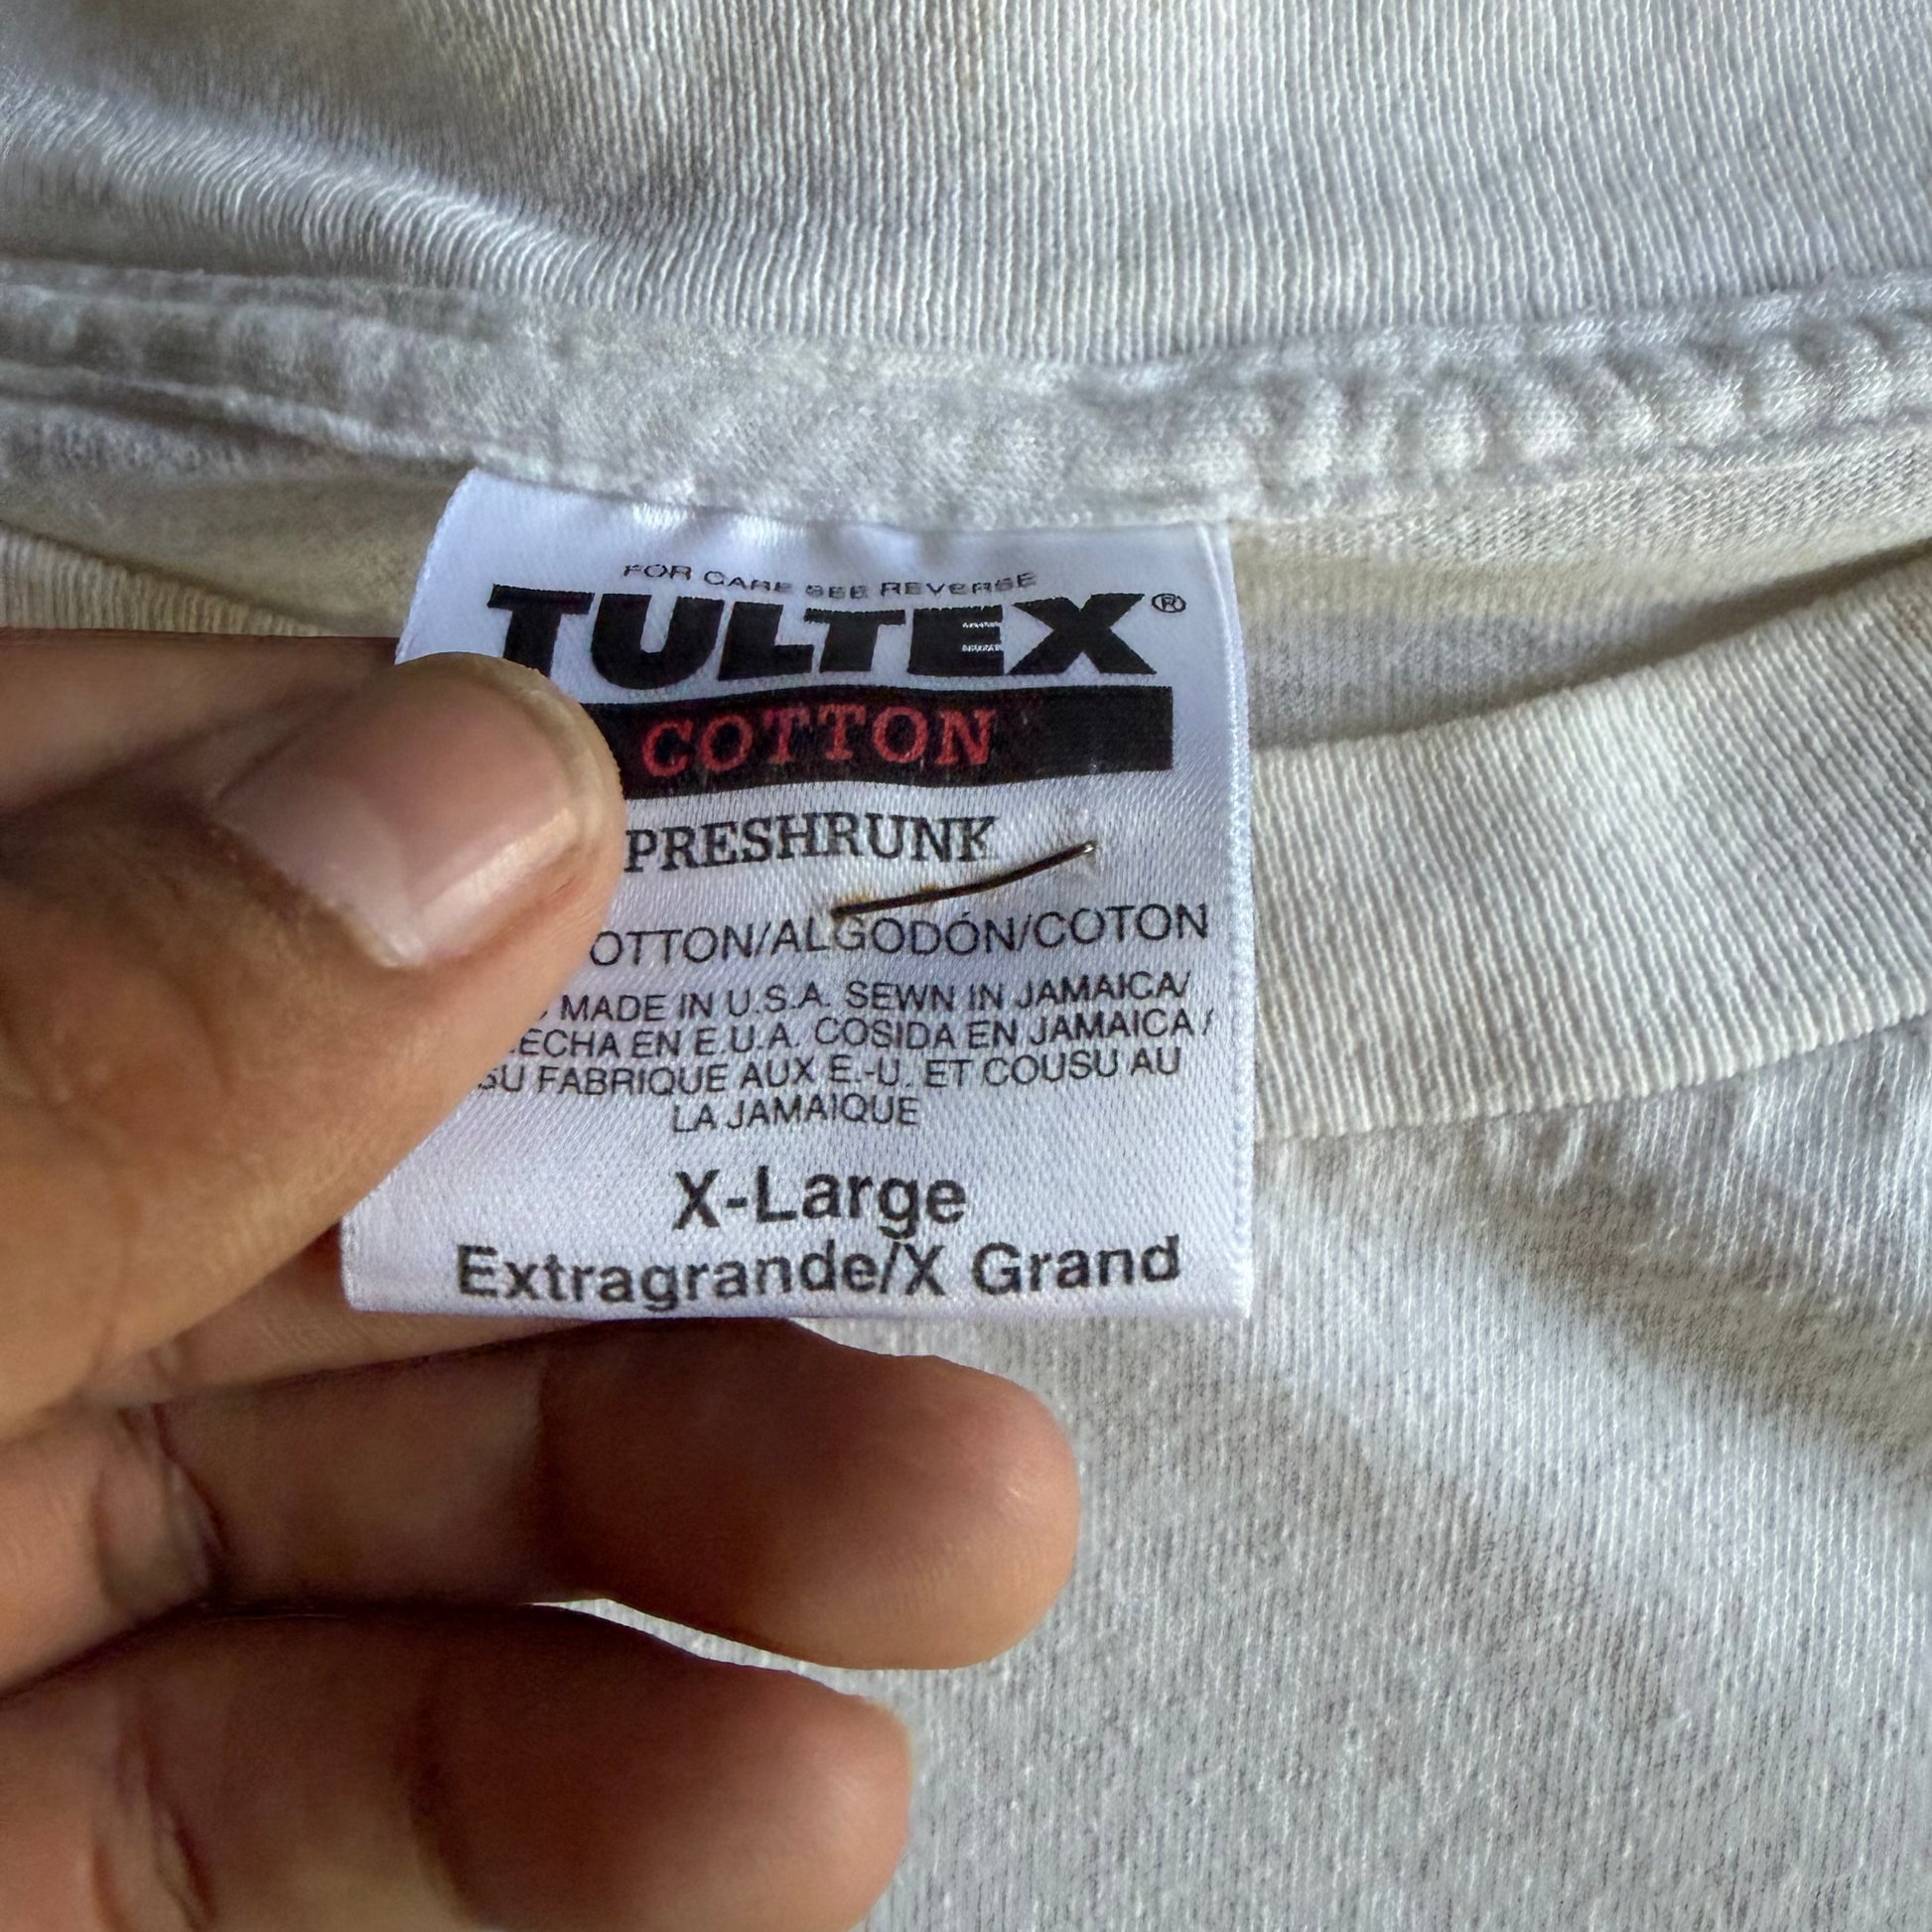 FOR CARE SEE REVERSE
TULTEX®
COTTON
PRESHRUNK
OTTON/ALGODÓN/COTON
MADE IN U.S.A. SEWN IN JAMAICA/
ECHA EN E.U.A. COSIDA EN JAMAICA/
SU FABRIQUE AUX E.-U. ET COUSU AU
LA JAMAIQUE
X-Large
Extragrande/X Grand